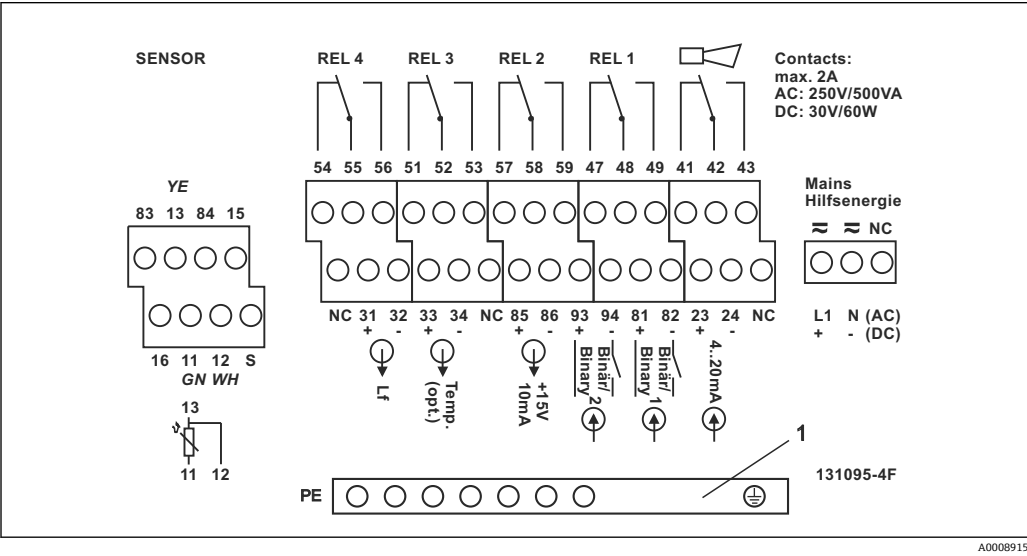 SENSOR
REL 4
REL 3
REL 2
REL 1
Contacts:
max. 2A
AC: 250V/500VA
DC: 30V/60W
54 55 56 51 52 53 57 58 59 47 48 49 41 42 43
YE
83 13 84 15
16 11 12 S
GN WH
13
11 12
NC 31 32 33 34 NC 85 86 93 94 81 82 23 24 NC
+ - + - + - + - + - + -
Lf
Temp.
(opt.)
+15V
10mA
Binär/
Binary 2
Binär/
Binary 1
4..20mA
Mains
Hilfsenergie
≂ ≂ NC
L1 N (AC)
+ - (DC)
1
131095-4F
PE
A0008915